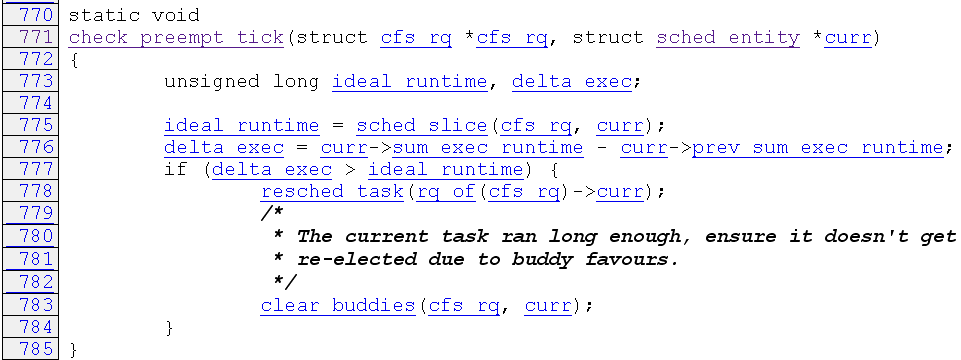 770 static void
771 check_preempt_tick(struct cfs_rq *cfs_rq, struct sched_entity *curr)
772 {
773         unsigned long ideal_runtime, delta_exec;
774
775         ideal_runtime = sched_slice(cfs_rq, curr);
776         delta_exec = curr->sum_exec_runtime - curr->prev_sum_exec_runtime;
777         if (delta_exec > ideal_runtime) {
778                 resched_task(rq_of(cfs_rq)->curr);
779                 /*
780                  * The current task ran long enough, ensure it doesn't get
781                  * re-elected due to buddy favours.
782                  */
783                 clear_buddies(cfs_rq, curr);
784         }
785 }